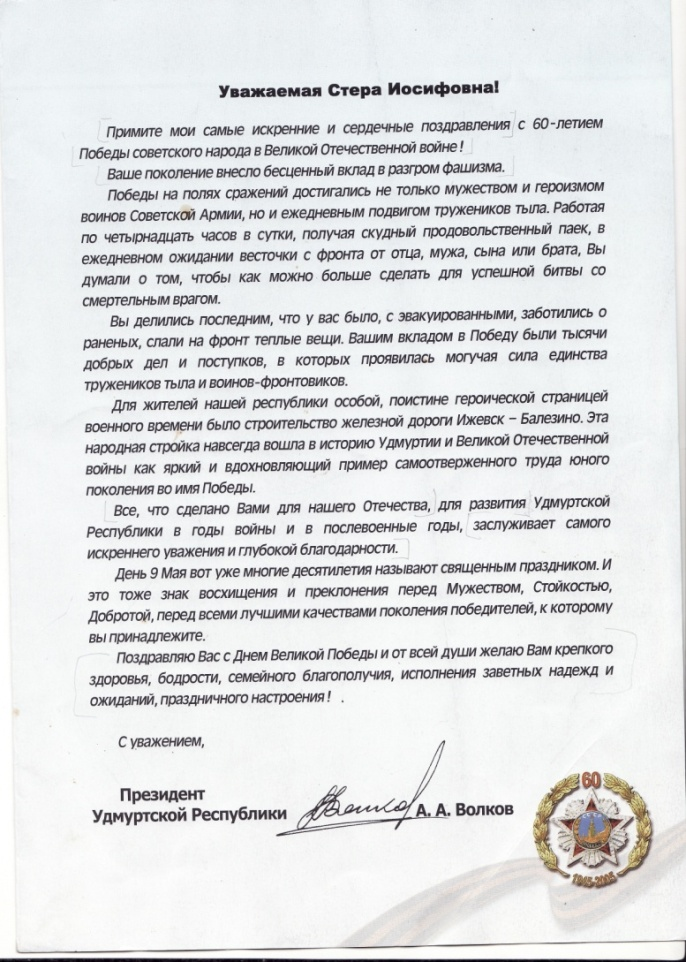 Уважаемая Стера Иосифовна!
Примите мои самые искренние и сердечные поздравления с 60-летием
Победы советского народа в Великой Отечественной войне !
Ваше поколение внесло бесценный вклад в разгром фашизма.
Победы на полях сражений достигались не только мужеством и героизмом
воинов Советской Армии, но и ежедневным подвигом тружеников тыла. Работая
по четырнадцать часов в сутки, получая скудный продовольственный паек, в
ежедневном ожидании весточки с фронта от отца, мужа, сына или брата, Вы
думали о том, чтобы как можно больше сделать для успешной битвы со
смертельным врагом.
Вы делились последним, что у вас было, с эвакуированными, заботились о
раненых, слали на фронт теплые вещи. Вашим вкладом в Победу были тысячи
добрых дел и поступков, в которых проявилась могучая сила единства
тружеников тыла и воинов-фронтовиков.
Для жителей нашей республики особой, поистине героической страницей
военного времени было строительство железной дороги Ижевск – Балезино. Эта
народная стройка навсегда вошла в историю Удмуртии и Великой Отечественной
войны как яркий и вдохновляющий пример самоотверженного труда юного
поколения во имя Победы.
Все, что сделано Вами для нашего Отечества, для развития Удмуртской
Республики в годы войны и в послевоенные годы, заслуживает самого
искреннего уважения и глубокой благодарности.
День 9 Мая вот уже многие десятилетия называют священным праздником. И
это тоже знак восхищения и преклонения перед Мужеством, Стойкостью,
Добротой, перед всеми лучшими качествами поколения победителей, к которому
вы принадлежите.
Поздравляю Вас с Днем Великой Победы и от всей души желаю Вам крепкого
здоровья, бодрости, семейного благополучия, исполнения заветных надежд и
ожиданий, праздничного настроения ! .
С уважением,
Президент
Удмуртской Республики А. А. Волков
60
1945-2005